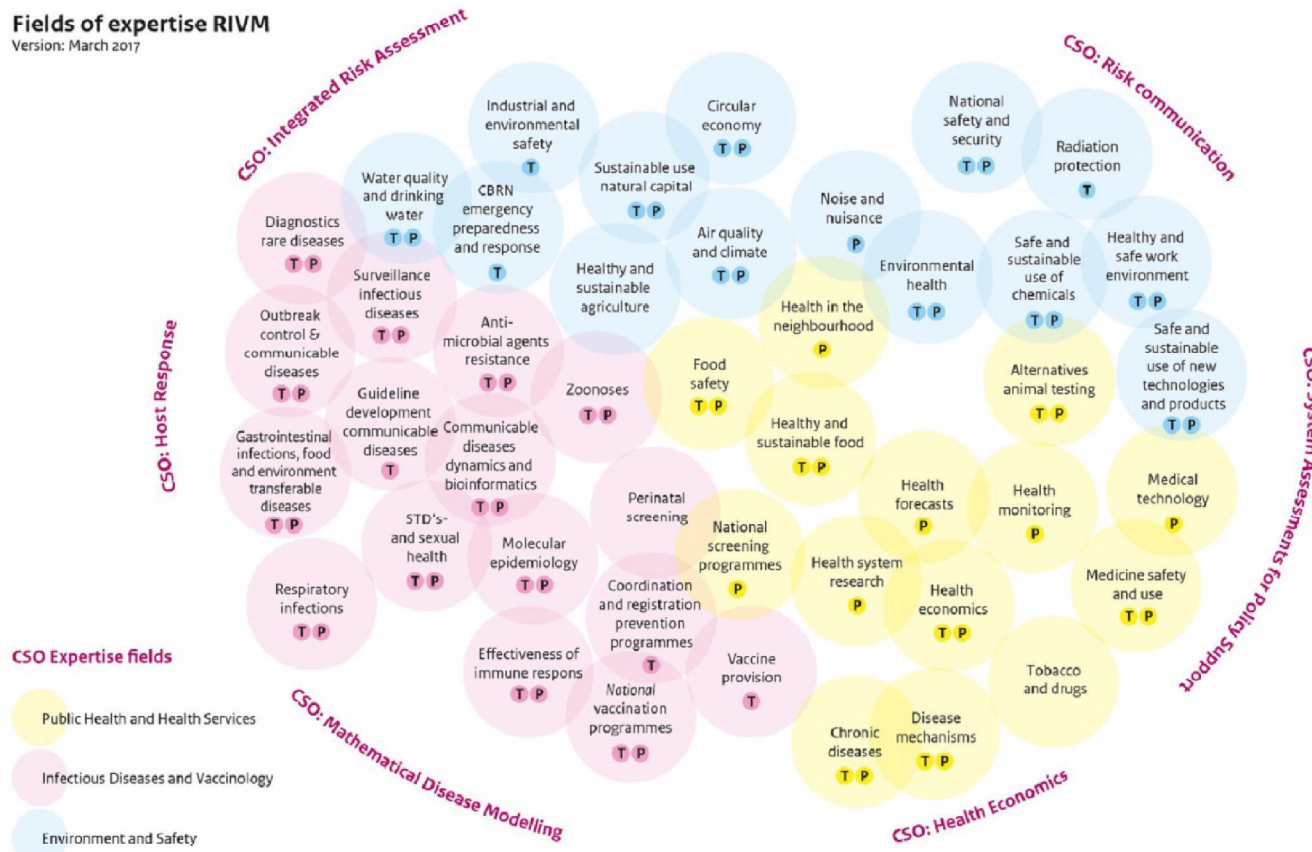 Fields of expertise RIVM
Version: March 2017
CSO: Integrated Risk Assessment
CSO: Risk communication
CSO: Host Response
CSO: System Assessments for Policy Support
CSO: Mathematical Disease Modelling
CSO: Health Economics
Industrial and
environmental
safety
T
Circular
economy
T P
National
safety and
security
T P
Radiation
protection
T
Water quality
and drinking
water
T P
CBRN
emergency
preparedness
and response
T
Sustainable use
natural capital
T P
Noise and
nuisance
P
Diagnostics
rare diseases
T P
Air quality
and climate
T P
Environmental
health
T P
Safe and
sustainable
use of
chemicals
T P
Healthy and
safe work
environment
T P
Surveillance
infectious
diseases
T P
Healthy and
sustainable
agriculture
Health in the
neighbourhood
P
Safe and
sustainable
use of new
technologies
and products
T P
Outbreak
control &
communicable
diseases
T P
Anti-
microbial agents
resistance
T P
Zoonoses
T P
Food
safety
T P
Alternatives
animal testing
T P
Guideline
development
communicable
diseases
T
Communicable
diseases
dynamics and
bioinformatics
T P
Healthy and
sustainable food
T P
Gastrointestinal
infections, food
and environment
transferable
diseases
T P
Perinatal
screening
Health
forecasts
P
Health
monitoring
P
Medical
technology
P
STD's-
and sexual
health
T P
Molecular
epidemiology
T P
National
screening
programmes
P
Health system
research
P
Health
economics
T P
Medicine safety
and use
T P
Respiratory
infections
T P
Coordination
and registration
prevention
programmes
T
Effectiveness of
immune respons
T P
Vaccine
provision
T
Tobacco
and drugs
National
vaccination
programmes
T P
Chronic
diseases
T P
Disease
mechanisms
T P
CSO Expertise fields
Public Health and Health Services
Infectious Diseases and Vaccinology
Environment and Safety